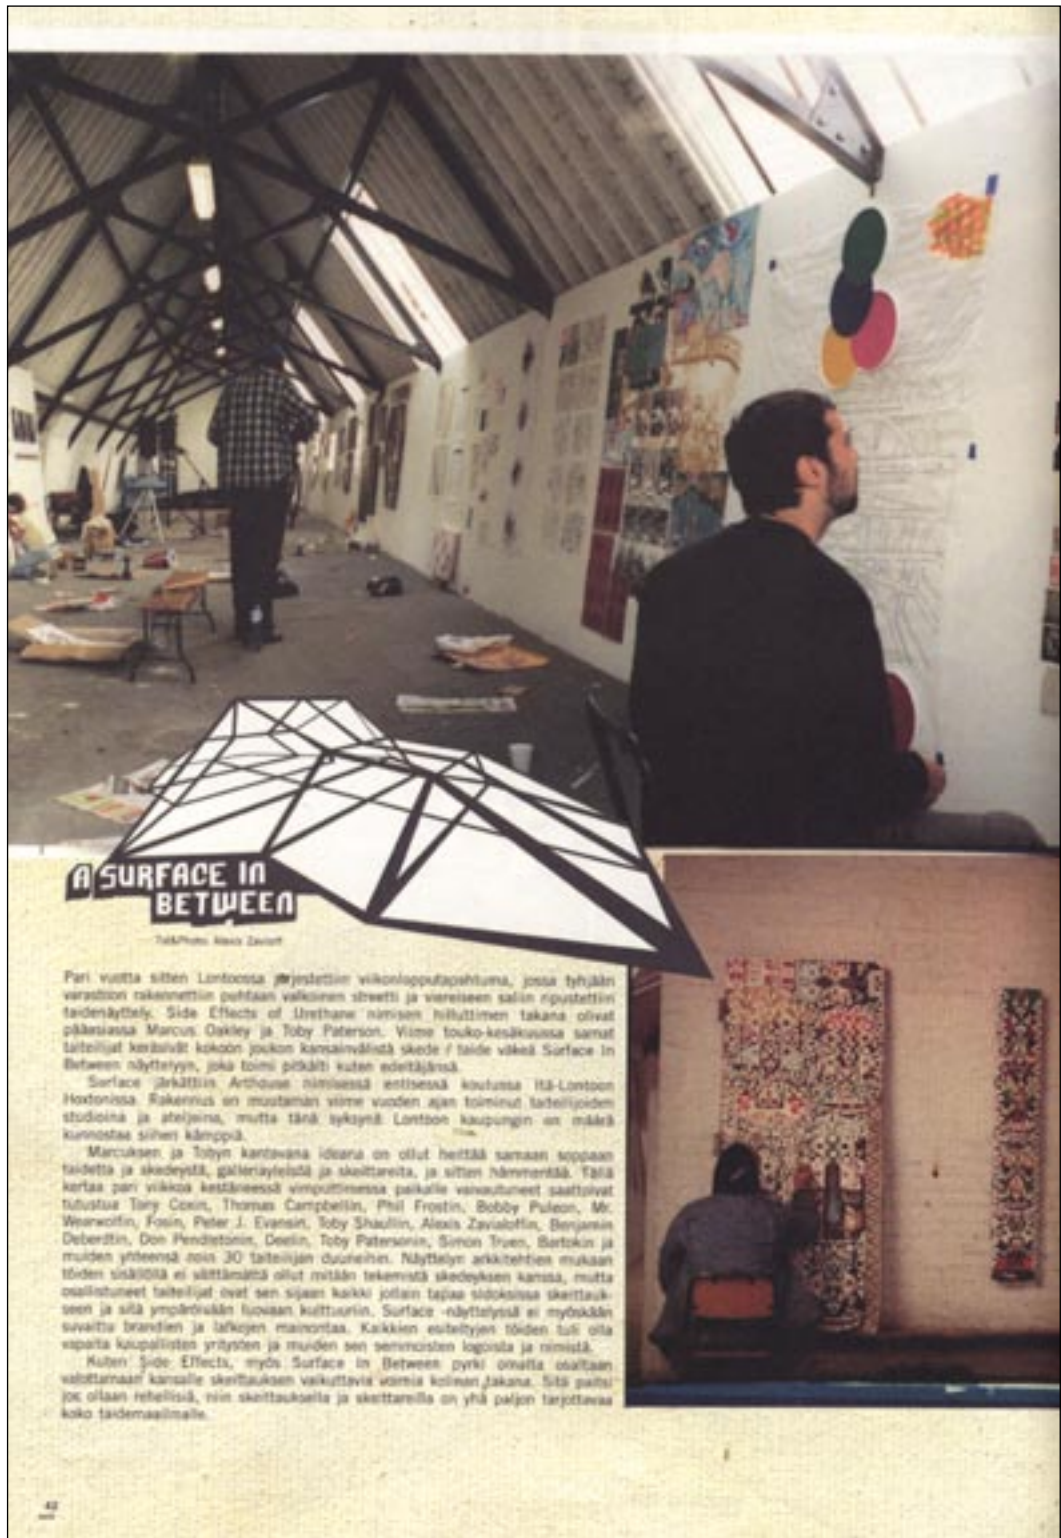 A SURFACE IN
BETWEEN
Txt&Photo: Alexis Zavialoff
Pari vuotta sitten Lontoossa järjestettiin viikonlopputapahtuma, jossa tyhjään
varastoon rakennettiin puhtaan valkoinen streetti ja viereiseen saliin ripustettiin
taidenäyttely. Side Effects of Urethane nimisen hilluttimen takana olivat
pääasiassa Marcus Oakley ja Toby Paterson. Viime touko-kesäkuussa samat
taiteilijat keräsivät kokoon joukon kansainvälistä skede / taide väkeä Surface In
Between näyttelyyn, joka toimi pitkälti kuten edeltäjänsä.
Surface järkättiin Arthouse nimisessä entisessä koulussa Itä-Lontoon
Hoxtonissa. Rakennus on muutaman viime vuoden ajan toiminut taiteilijoiden
studioina ja ateljeina, mutta tänä syksynä Lontoon kaupungin on määrä
kunnostaa siihen kämppiä.
Marcuksen ja Tobyn kantavana ideana on ollut heittää samaan soppaan
taidetta ja skedeystä, galleriayleistä ja skeittareita, ja sitten hämmentää. Tällä
kertaa pari viikkoa kestäneessä vimputtimessa paikalle vaivautuneet saattoivat
tutustua Tony Coxin, Thomas Campbellin, Phil Frostin, Bobby Puleon, Mr.
Wearwolfin, Fosin, Peter J. Evansin, Toby Shaullin, Alexis Zavialoffin, Benjamin
Deberdtin, Don Pendletonin, Deelin, Toby Patersonin, Simon Truen, Bartokin ja
muiden yhteensä noin 30 taiteilijan duuneihin. Näyttelyn arkkitehtien mukaan
töiden sisällöllä ei välttämättä ollut mitään tekemistä skedeyksen kanssa, mutta
osallistuneet taiteilijat ovat sen sijaan kaikki jollain tapaa sidoksissa skeittauk-
seen ja sitä ympäröivään luovaan kulttuuriin. Surface -näyttelyssä ei myöskään
suvaittu brandien ja lafkojen mainontaa. Kaikkien esiteltyjen töiden tuli olla
vapaita kaupallisten yritysten ja muiden sen semmoisten logoista ja nimistä.
Kuten Side Effects, myös Surface In Between pyrki omalta osaltaan
valottamaan kansalle skeittauksen vaikuttavia voimia kolinan takana. Sitä paitsi
jos ollaan rehellisiä, niin skeittauksella ja skeittareilla on yhä paljon tarjottavaa
koko taidemaailmalle.
42